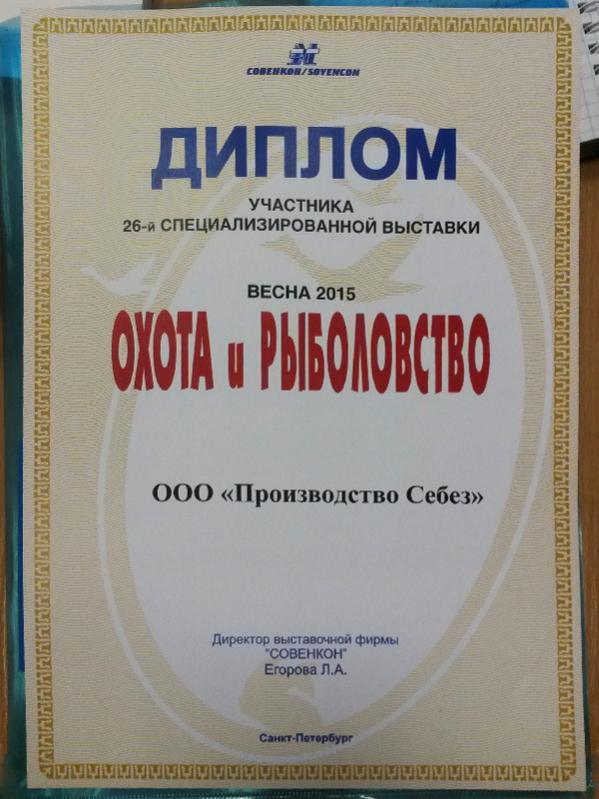 СОВЕНКОН/SOVENCON
ДИПЛОМ
УЧАСТНИКА
26-й СПЕЦИАЛИЗИРОВАННОЙ ВЫСТАВКИ
ВЕСНА 2015
ОХОТА и РЫБОЛОВСТВО
ООО «Производство Себез»
Директор выставочной фирмы
"СОВЕНКОН"
Егорова Л.А.
Санкт-Петербург